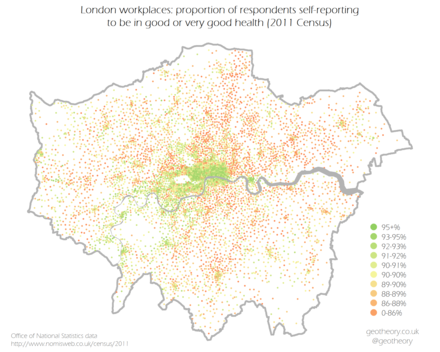 London workplaces: proportion of respondents self-reporting
to be in good or very good health (2011 Census)
95+%
93-95%
92-93%
91-92%
90-91%
90-90%
89-90%
88-89%
86-88%
0-86%
Office of National Statistics data
http://www.nomisweb.co.uk/census/2011
geotheory.co.uk
@geotheory